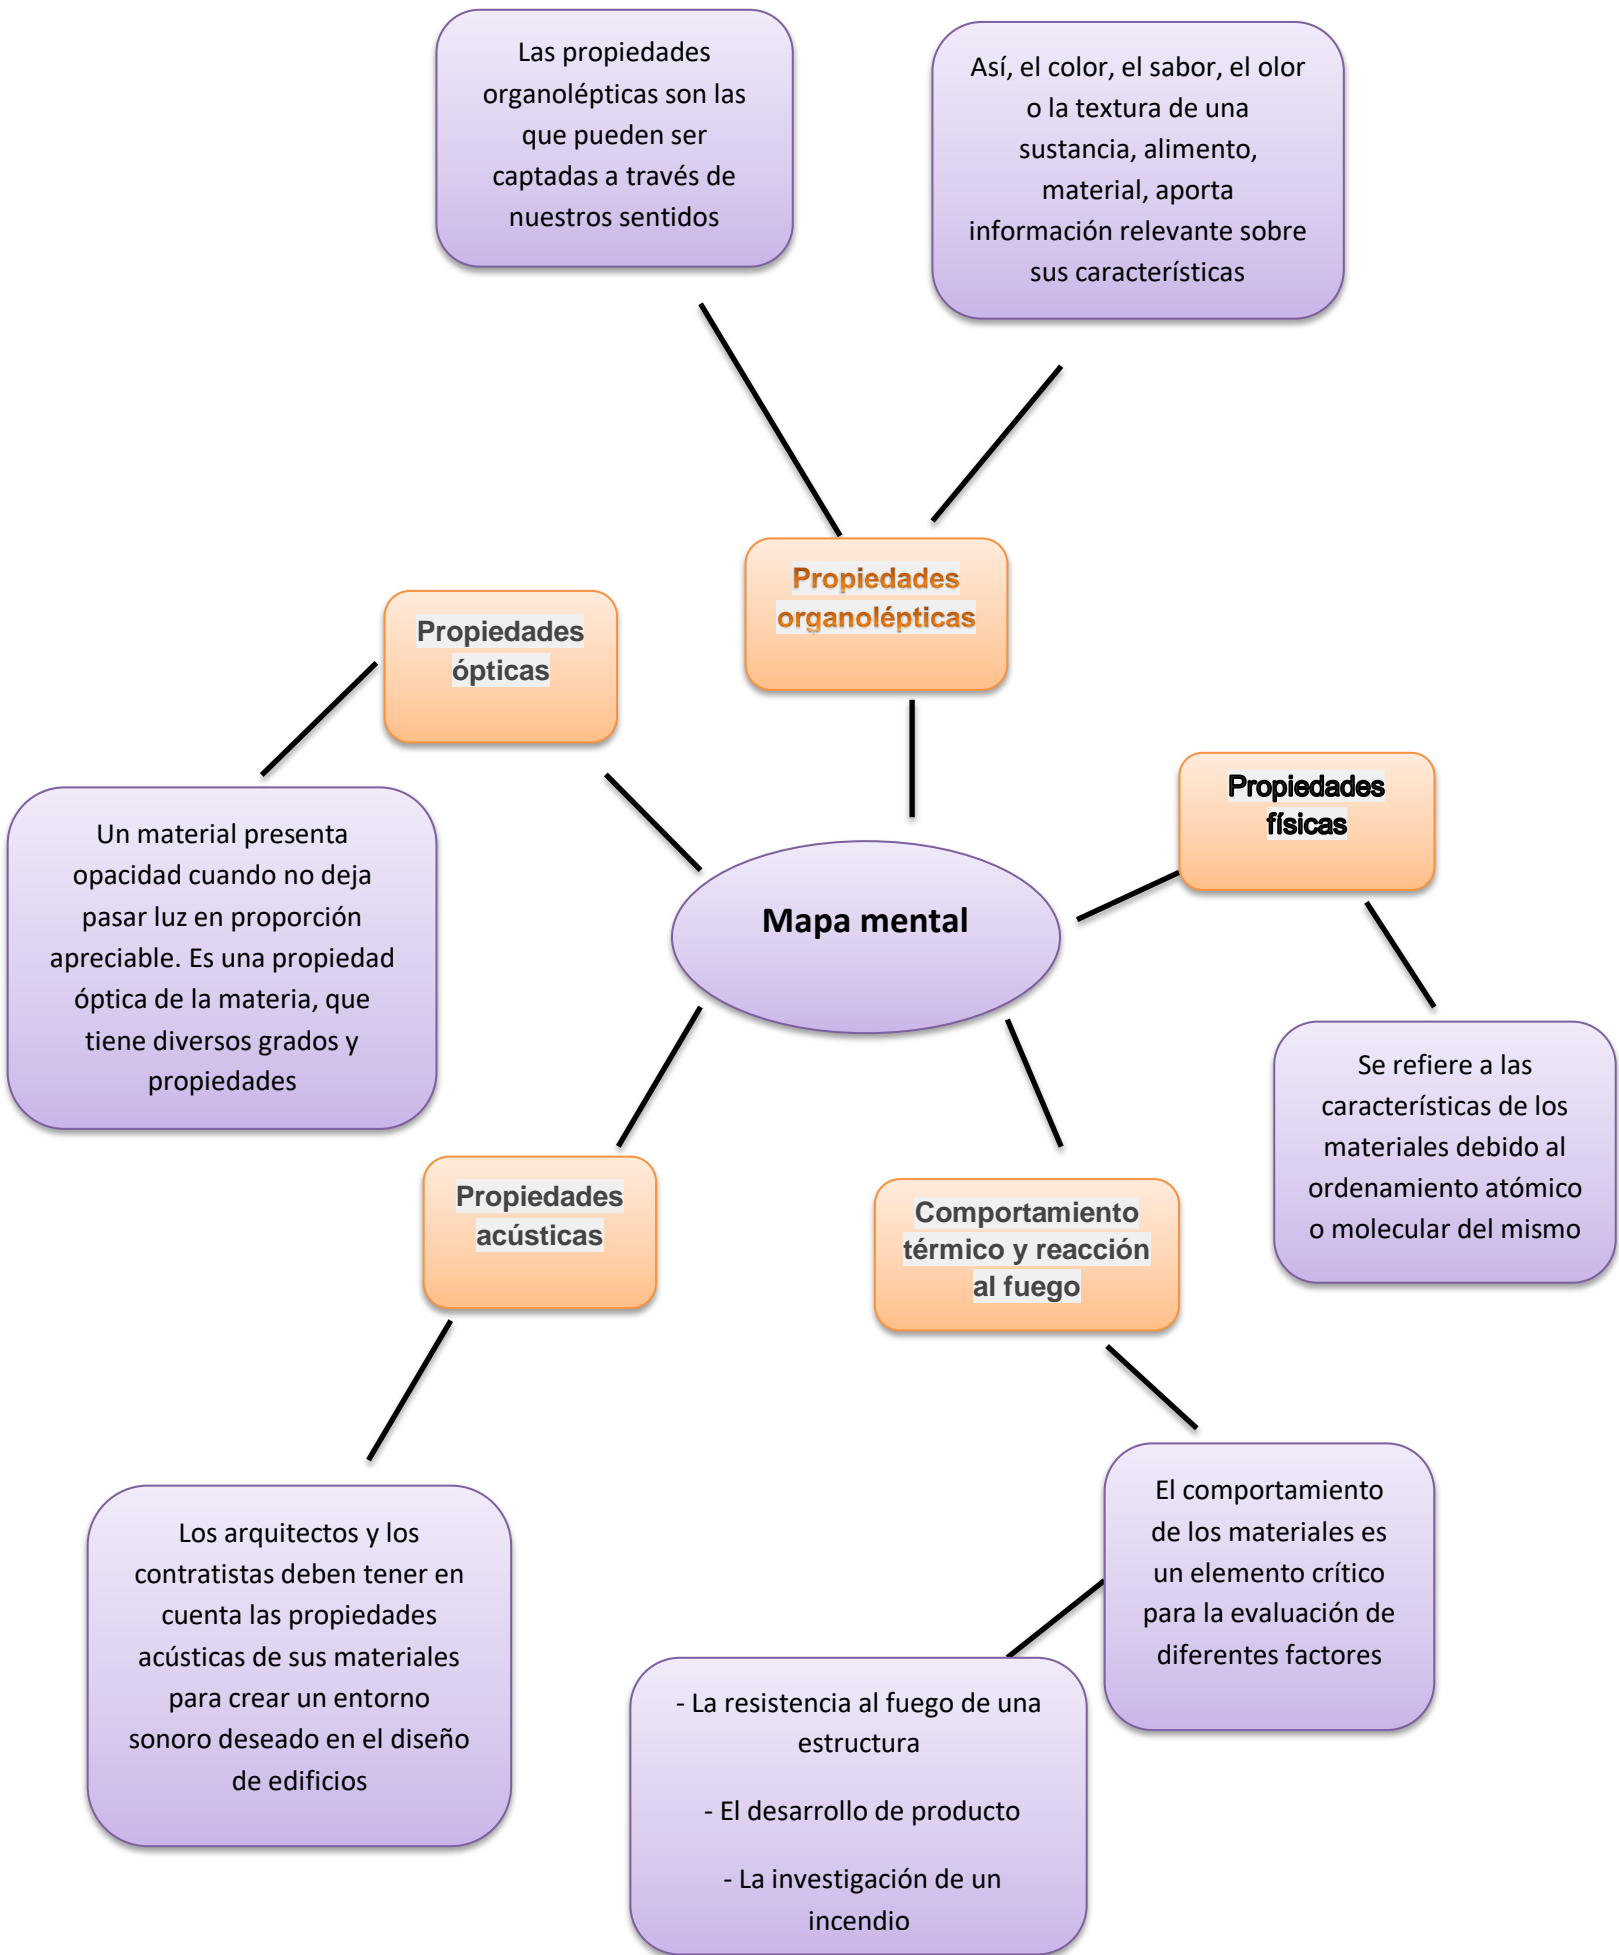 Las propiedades
organolépticas son las
que pueden ser
captadas a través de
nuestros sentidos
Así, el color, el sabor, el olor
o la textura de una
sustancia, alimento,
material, aporta
información relevante sobre
sus características
Propiedades
organolépticas
Propiedades
ópticas
Propiedades
físicas
Un material presenta
opacidad cuando no deja
pasar luz en proporción
apreciable. Es una propiedad
óptica de la materia, que
tiene diversos grados y
propiedades
Mapa mental
Se refiere a las
características de los
materiales debido al
ordenamiento atómico
o molecular del mismo
Propiedades
acústicas
Comportamiento
térmico y reacción
al fuego
Los arquitectos y los
contratistas deben tener en
cuenta las propiedades
acústicas de sus materiales
para crear un entorno
sonoro deseado en el diseño
de edificios
El comportamiento
de los materiales es
un elemento crítico
para la evaluación de
diferentes factores
- La resistencia al fuego de una
estructura
- El desarrollo de producto
- La investigación de un
incendio